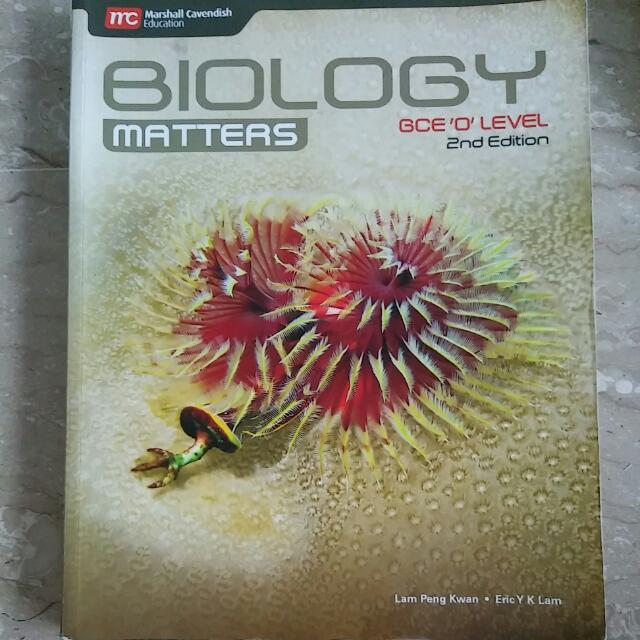 mc Marshall Cavendish
Education
BIOLOGY
MATTERS
GCE 'O' LEVEL
2nd Edition
Lam Peng Kwan • Eric Y K Lam